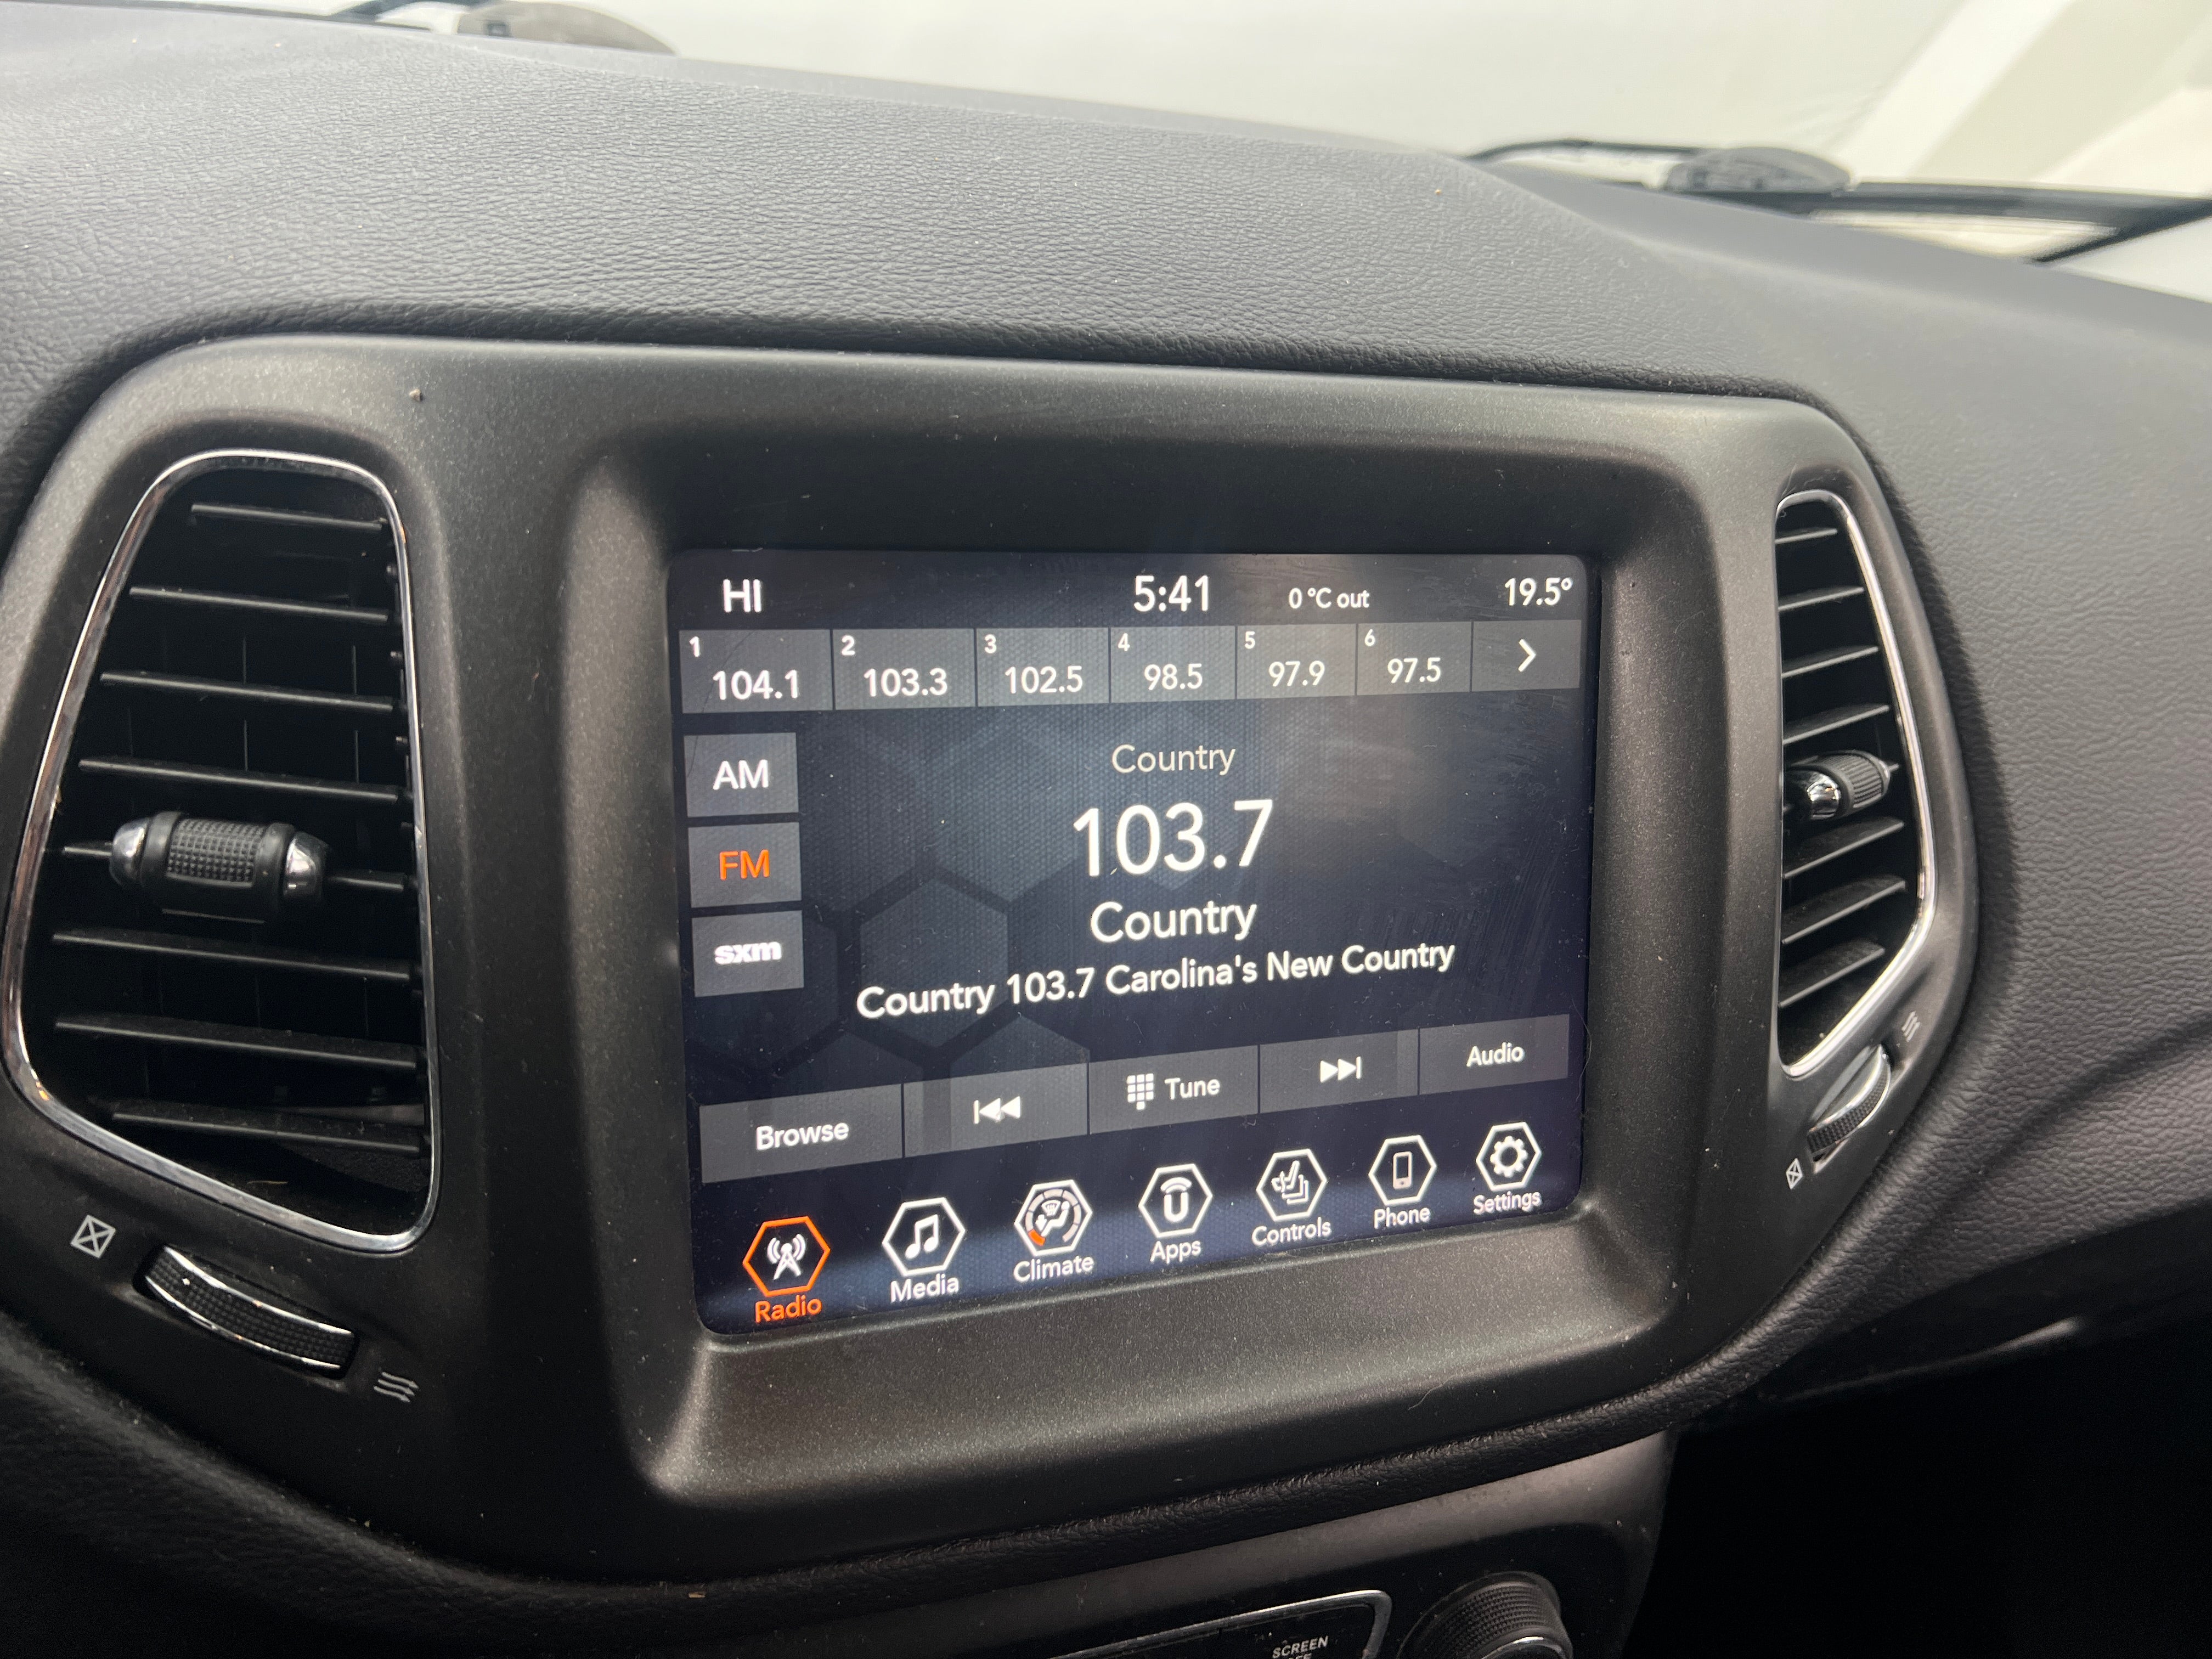 HI 5:41 0 °C out 19.5°
1 104.1 2 103.3 3 102.5 4 98.5 5 97.9 6 97.5 >
Country
AM
103.7
FM
Country
sxm
Country 103.7 Carolina's New Country
Browse Tune Audio
Radio Media Climate Apps Controls Phone Settings
SCREEN